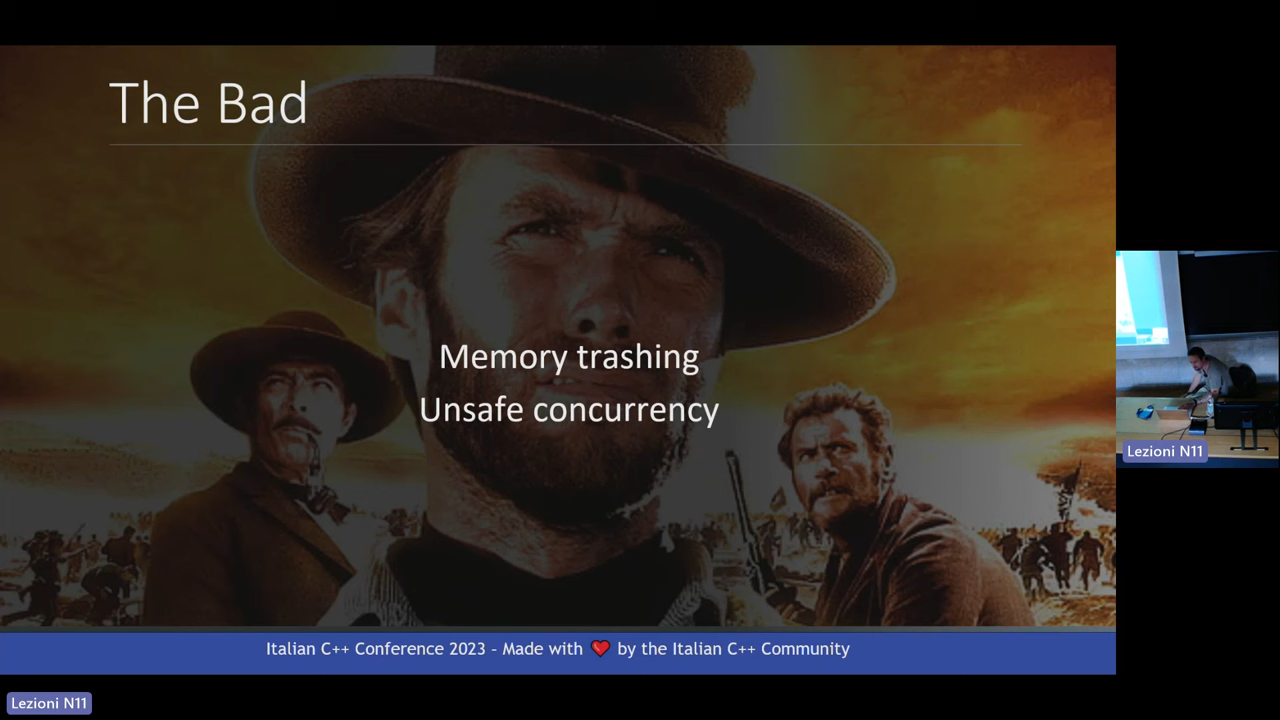 The Bad
Memory trashing
Unsafe concurrency
Italian C++ Conference 2023 - Made with ❤ by the Italian C++ Community
Lezioni N11
Lezioni N11